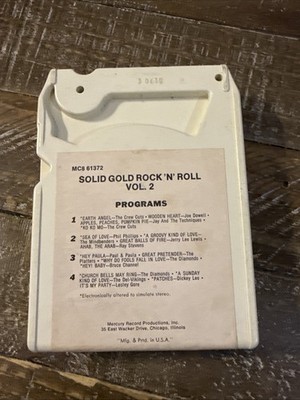 MC8 61372
SOLID GOLD ROCK 'N' ROLL
VOL. 2
PROGRAMS
1 *EARTH ANGEL—The Crew Cuts • WOODEN HEART—Joe Dowell •
APPLES, PEACHES, PUMPKIN PIE—Jay And The Techniques •
*KO KO MO—The Crew Cuts
2 *SEA OF LOVE—Phil Phillips • *A GROOVY KIND OF LOVE—
The Mindbenders • GREAT BALLS OF FIRE—Jerry Lee Lewis •
AHAB, THE ARAB—Ray Stevens
3 *HEY PAULA—Paul & Paula • GREAT PRETENDER—The
Platters • *WHY DO FOOLS FALL IN LOVE—The Diamonds •
*HEY! BABY—Bruce Channel
4 *CHURCH BELLS MAY RING—The Diamonds • *A SUNDAY
KIND OF LOVE—The Del-Vikings • *PATCHES—Dickey Lee •
IT'S MY PARTY—Lesley Gore
*Electronically altered to simulate stereo.
Mercury Record Productions, Inc.
35 East Wacker Drive, Chicago, Illinois
"Mfg. & Prtd. in U.S.A."